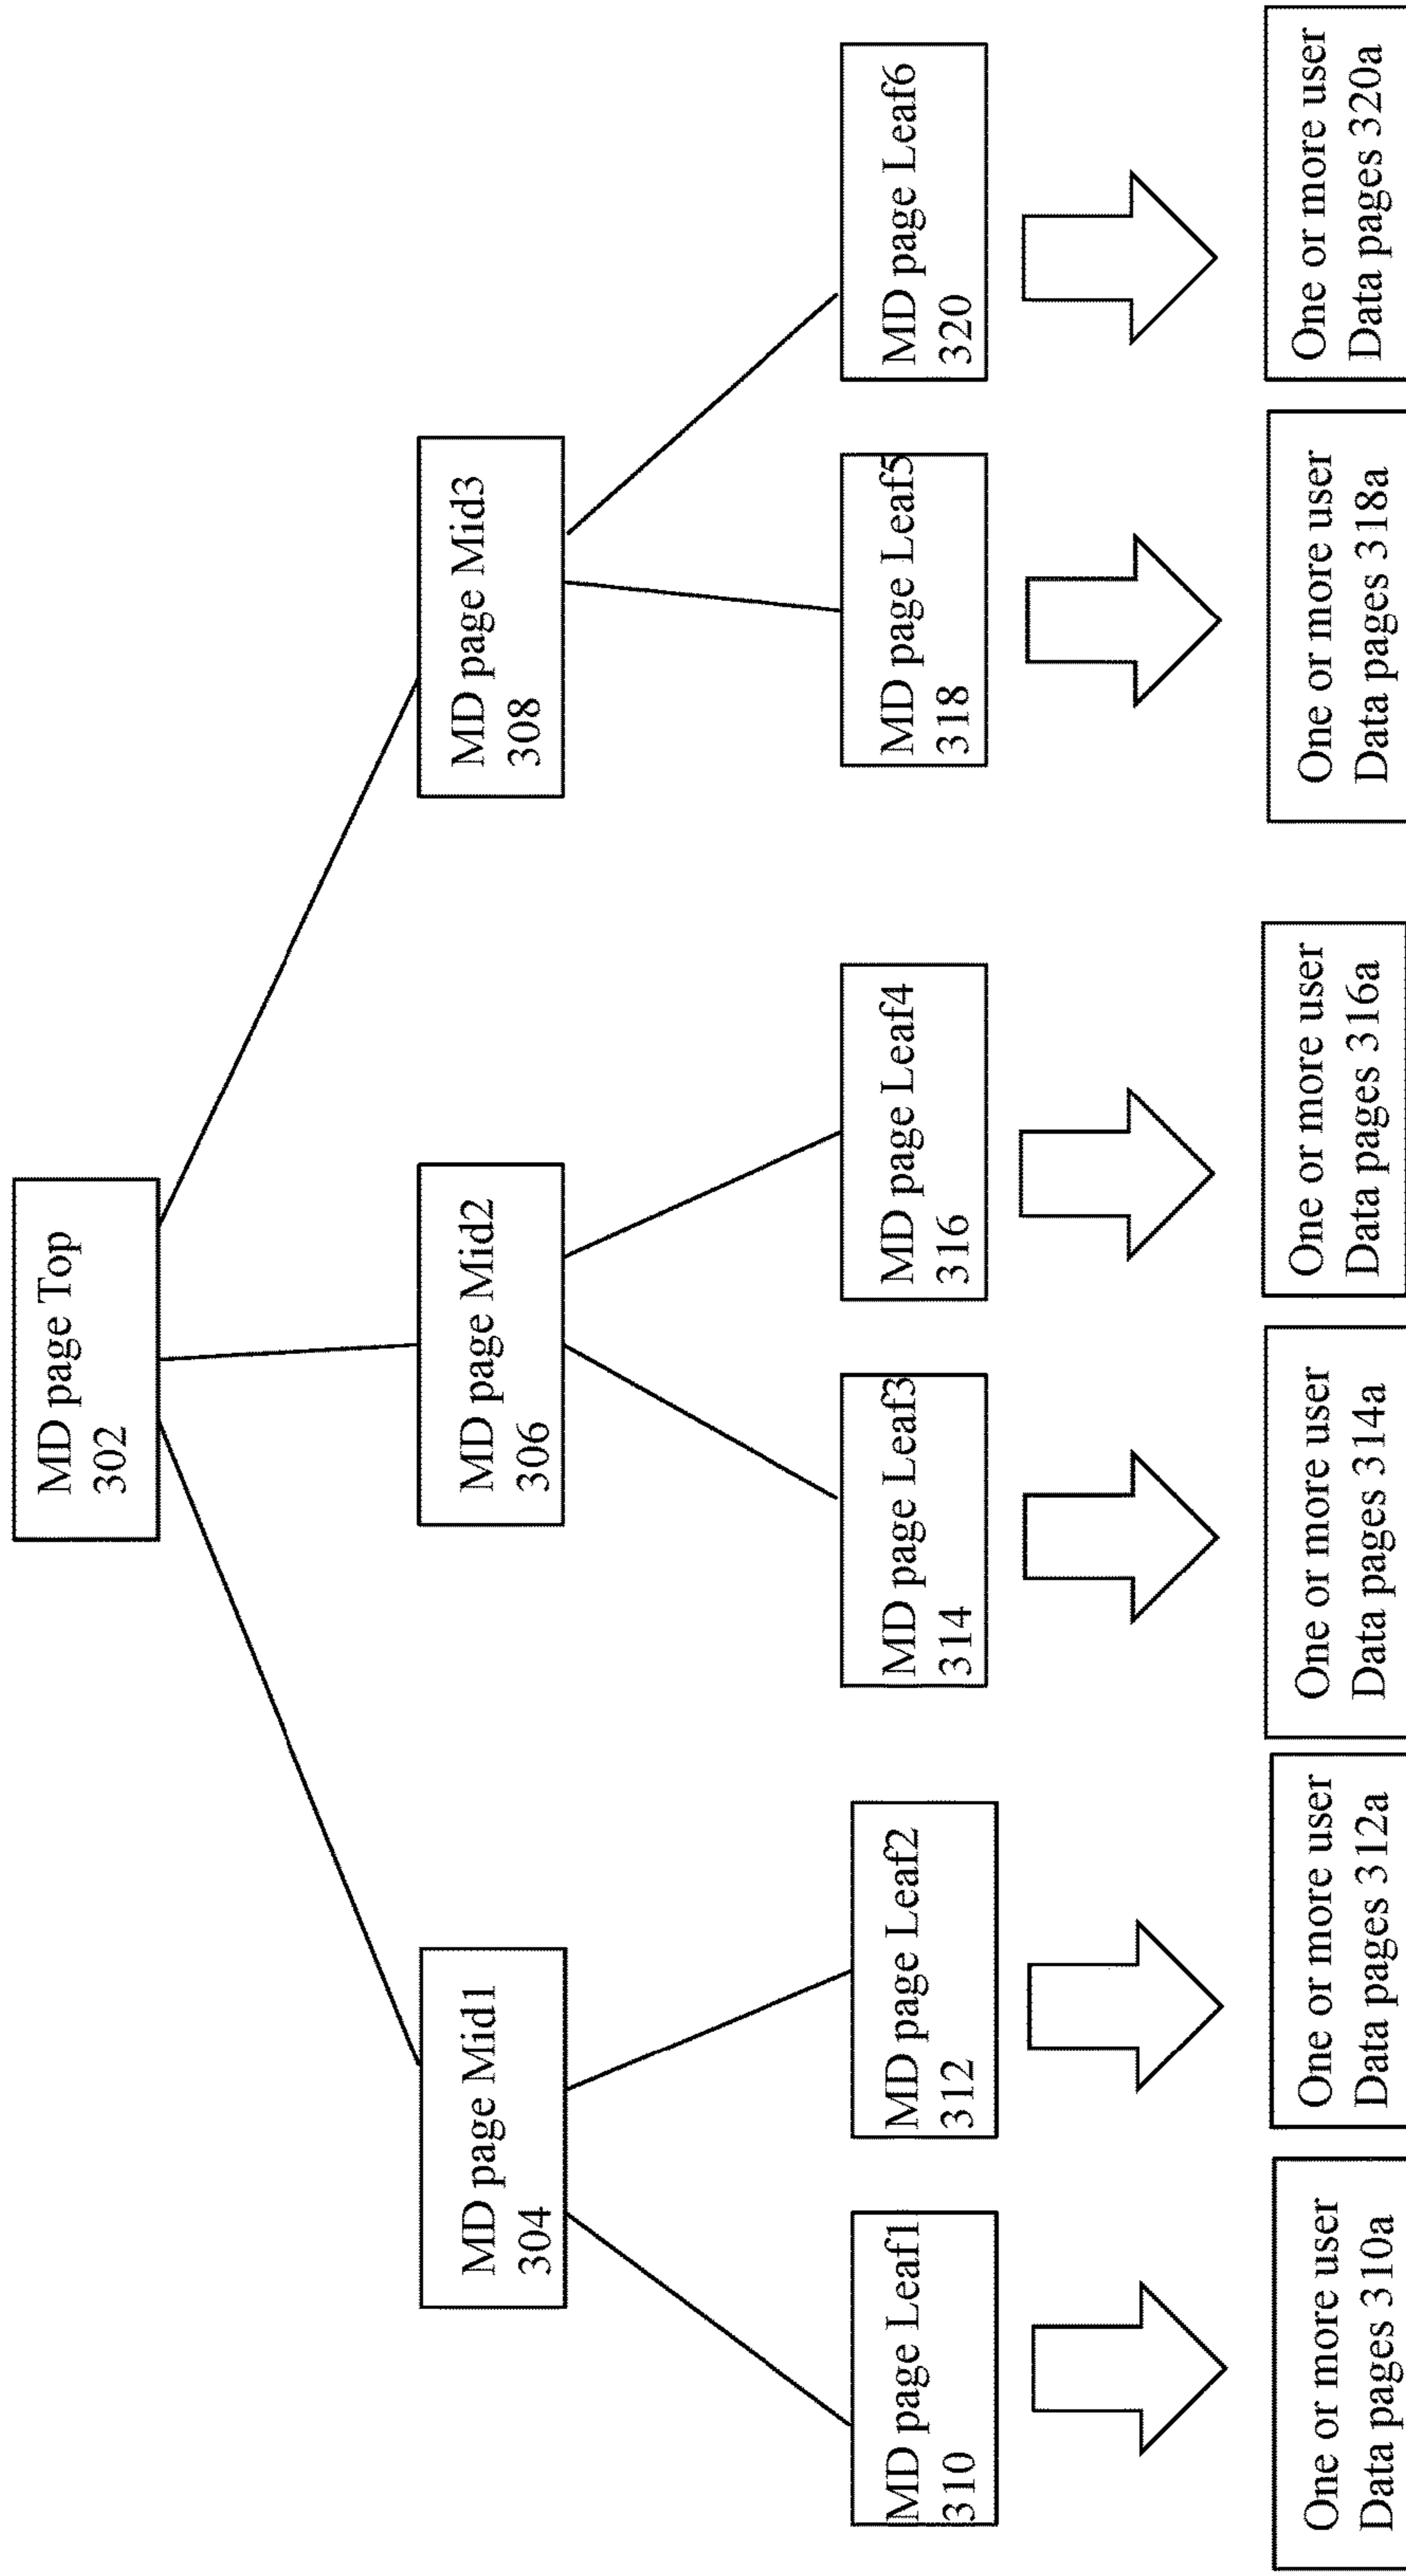 MD page Top
302
MD page Mid1
304
MD page Mid2
306
MD page Mid3
308
MD page Leaf1
310
MD page Leaf2
312
MD page Leaf3
314
MD page Leaf4
316
MD page Leaf5
318
MD page Leaf6
320
One or more user
Data pages 310a
One or more user
Data pages 312a
One or more user
Data pages 314a
One or more user
Data pages 316a
One or more user
Data pages 318a
One or more user
Data pages 320a